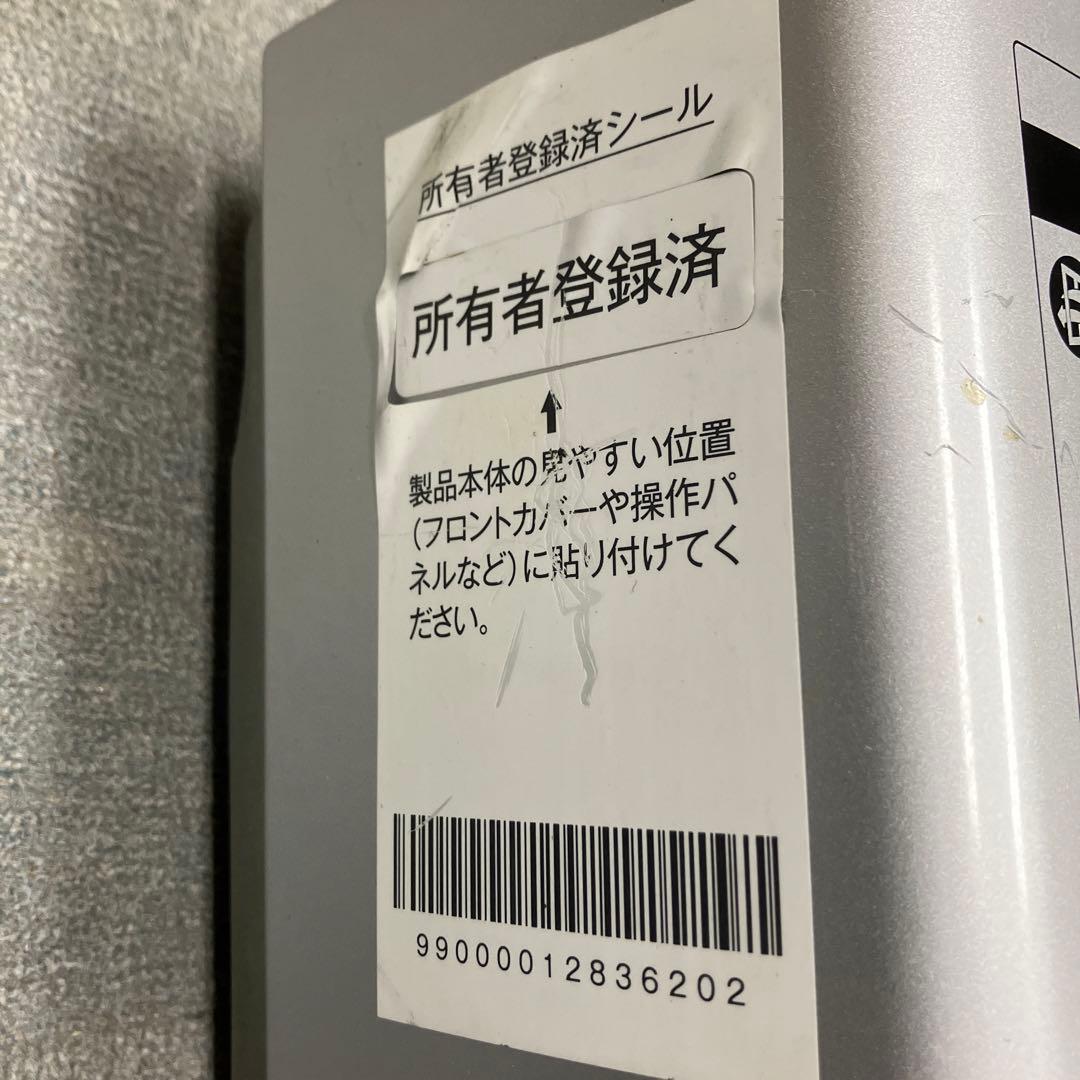 所有者登録済シール
所有者登録済
製品本体の見やすい位置
(フロントカバーや操作パ
ネルなど)に貼り付けてく
ださい。
99000012836202